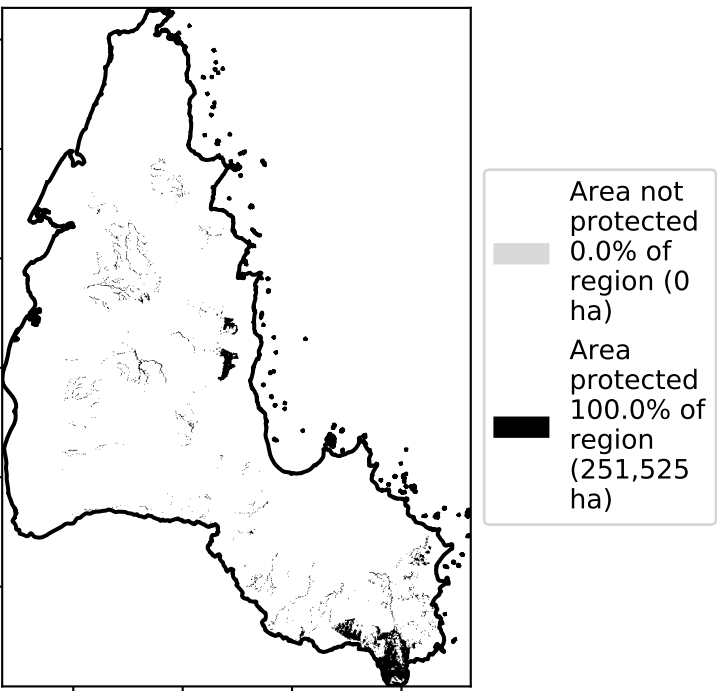 Area not
protected
0.0% of
region (0
ha)
Area
protected
100.0% of
region
(251,525
ha)